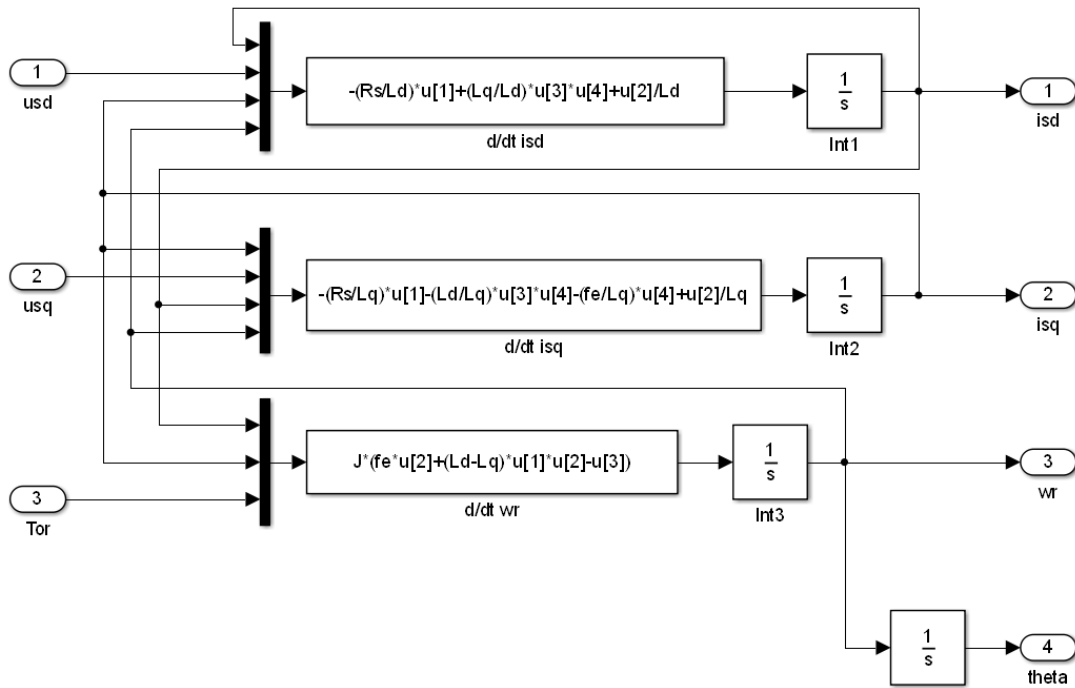 1
usd
-(Rs/Ld)*u[1]+(Lq/Ld)*u[3]*u[4]+u[2]/Ld
d/dt isd
1
s
Int1
1
isd
2
usq
-(Rs/Lq)*u[1]-(Ld/Lq)*u[3]*u[4]-(fe/Lq)*u[4]+u[2]/Lq
d/dt isq
1
s
Int2
2
isq
3
Tor
J*(fe*u[2]+(Ld-Lq)*u[1]*u[2]-u[3])
d/dt wr
1
s
Int3
3
wr
1
s
4
theta